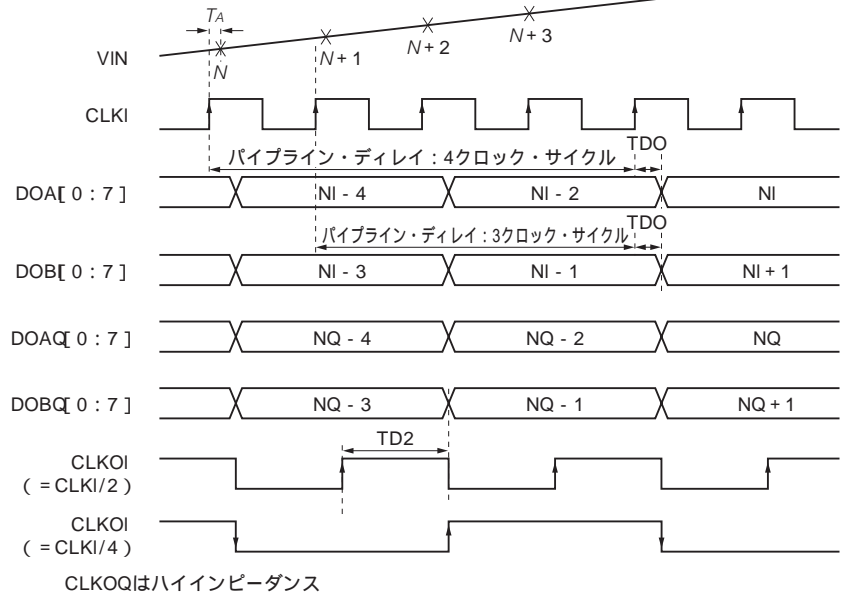 TA
VIN
N
N + 1
N + 2
N + 3
CLKI
TDO
パイプライン・ディレイ : 4クロック・サイクル
DOAI[ 0 : 7 ]
NI - 4
NI - 2
NI
TDO
パイプライン・ディレイ : 3クロック・サイクル
DOBI[ 0 : 7 ]
NI - 3
NI - 1
NI + 1
DOAQ[ 0 : 7 ]
NQ - 4
NQ - 2
NQ
DOBQ[ 0 : 7 ]
NQ - 3
NQ - 1
NQ + 1
TD2
CLKOI
( = CLKI/2 )
CLKOI
( = CLKI/4 )
CLKOQはハイインピーダンス